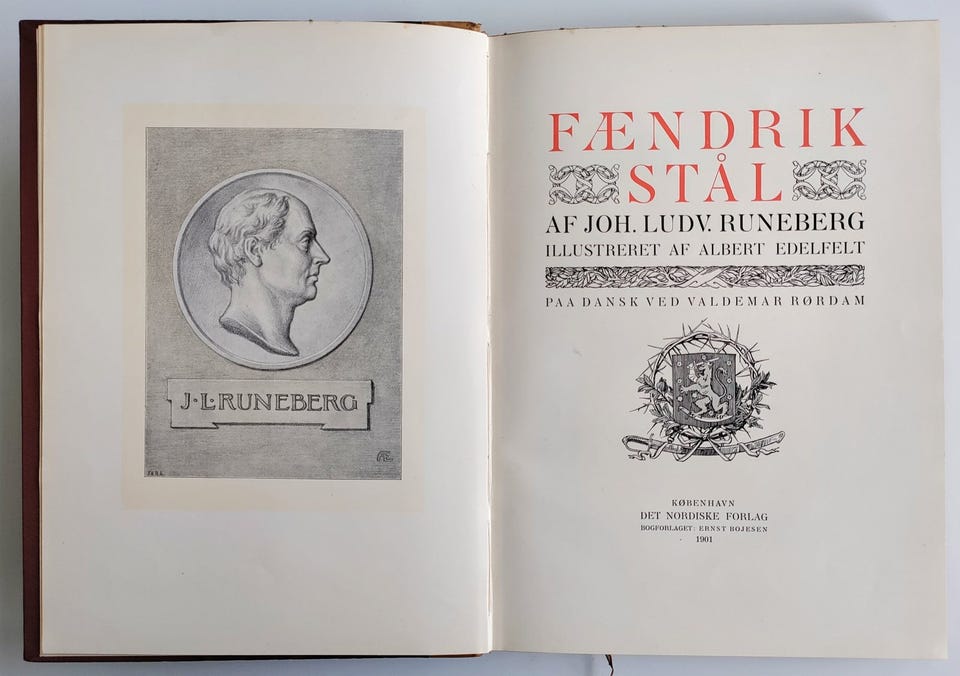 J·L·RUNEBERG
FÆNDRIK
STÅL
AF JOH. LUDV. RUNEBERG
ILLUSTRERET AF ALBERT EDELFELT
PAA DANSK VED VALDEMAR RØRDAM
KØBENHAVN
DET NORDISKE FORLAG
BOGFORLAGET: ERNST BOJESEN
1901